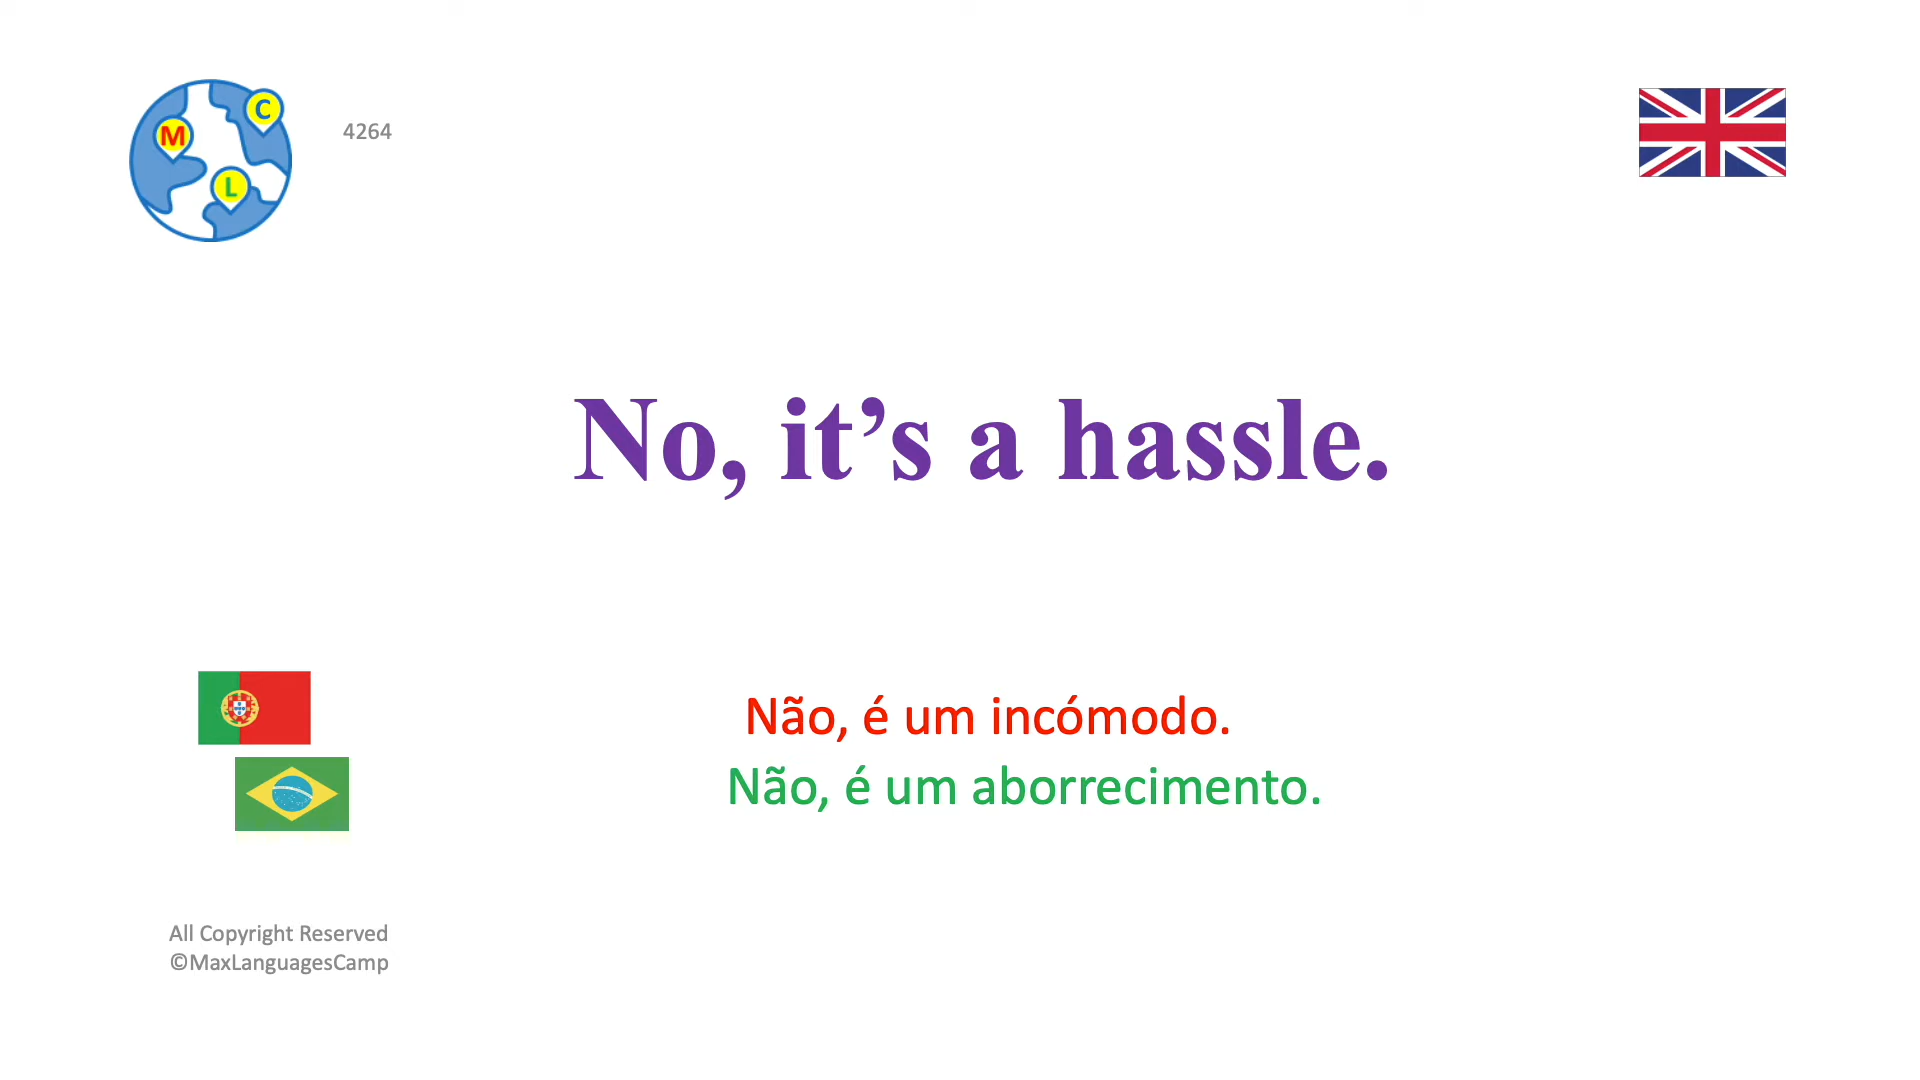 C
M
L
4264
No, it’s a hassle.
Não, é um incómodo.
Não, é um aborrecimento.
All Copyright Reserved
©MaxLanguagesCamp